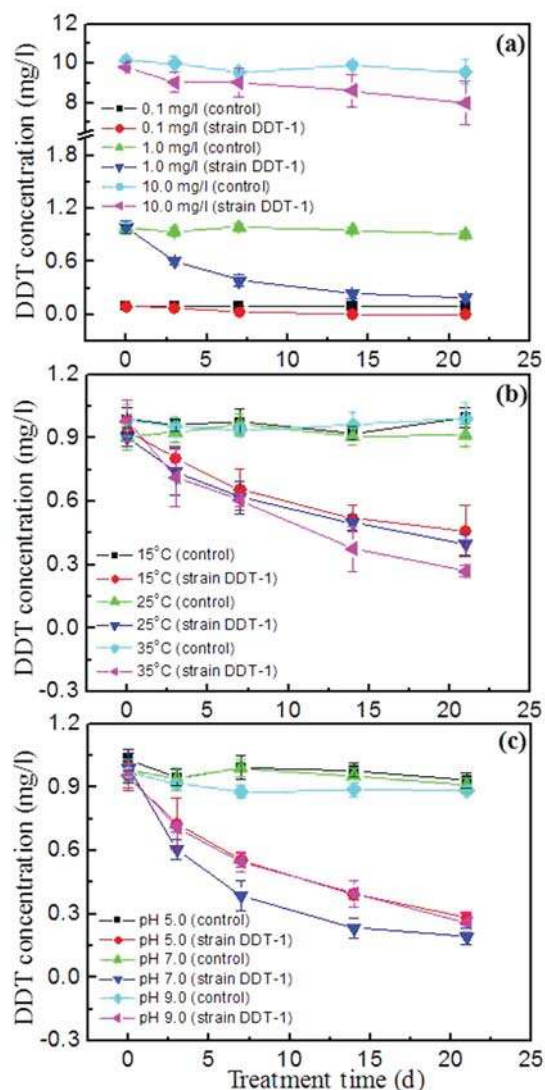 (a)
12
10
8
1.8
1.2
0.6
0.0
DDT concentration (mg/l)
0.1 mg/l (control)
0.1 mg/l (strain DDT-1)
1.0 mg/l (control)
1.0 mg/l (strain DDT-1)
10.0 mg/l (control)
10.0 mg/l (strain DDT-1)
0 5 10 15 20 25
(b)
1.2
0.9
0.6
0.3
0.0
-0.3
DDT concentration (mg/l)
15°C (control)
15°C (strain DDT-1)
25°C (control)
25°C (strain DDT-1)
35°C (control)
35°C (strain DDT-1)
0 5 10 15 20 25
(c)
1.2
0.9
0.6
0.3
0.0
-0.3
DDT concentration (mg/l)
pH 5.0 (control)
pH 5.0 (strain DDT-1)
pH 7.0 (control)
pH 7.0 (strain DDT-1)
pH 9.0 (control)
pH 9.0 (strain DDT-1)
0 5 10 15 20 25
Treatment time (d)